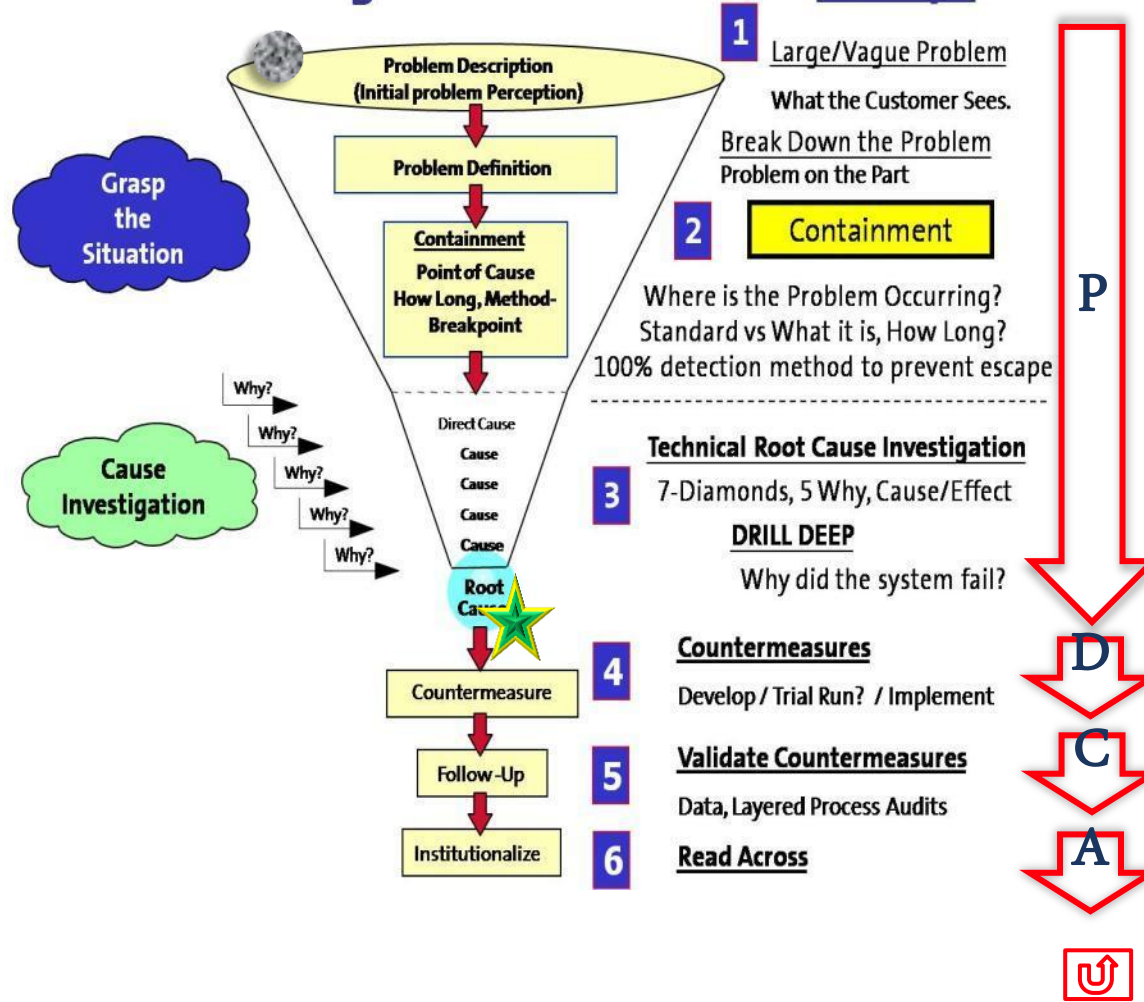 Problem Description
(Initial problem Perception)
Problem Definition
Containment
Point of Cause
How Long, Method-
Breakpoint
Grasp
the
Situation
Why?
Why?
Why?
Why?
Why?
Cause
Investigation
Direct Cause
Cause
Cause
Cause
Cause
Root
Cause
Countermeasure
Follow-Up
Institutionalize
1
Large/Vague Problem
What the Customer Sees.
Break Down the Problem
Problem on the Part
2
Containment
Where is the Problem Occurring?
Standard vs What it is, How Long?
100% detection method to prevent escape
3
Technical Root Cause Investigation
7-Diamonds, 5 Why, Cause/Effect
DRILL DEEP
Why did the system fail?
4
Countermeasures
Develop / Trial Run? / Implement
5
Validate Countermeasures
Data, Layered Process Audits
6
Read Across
P
D
C
A